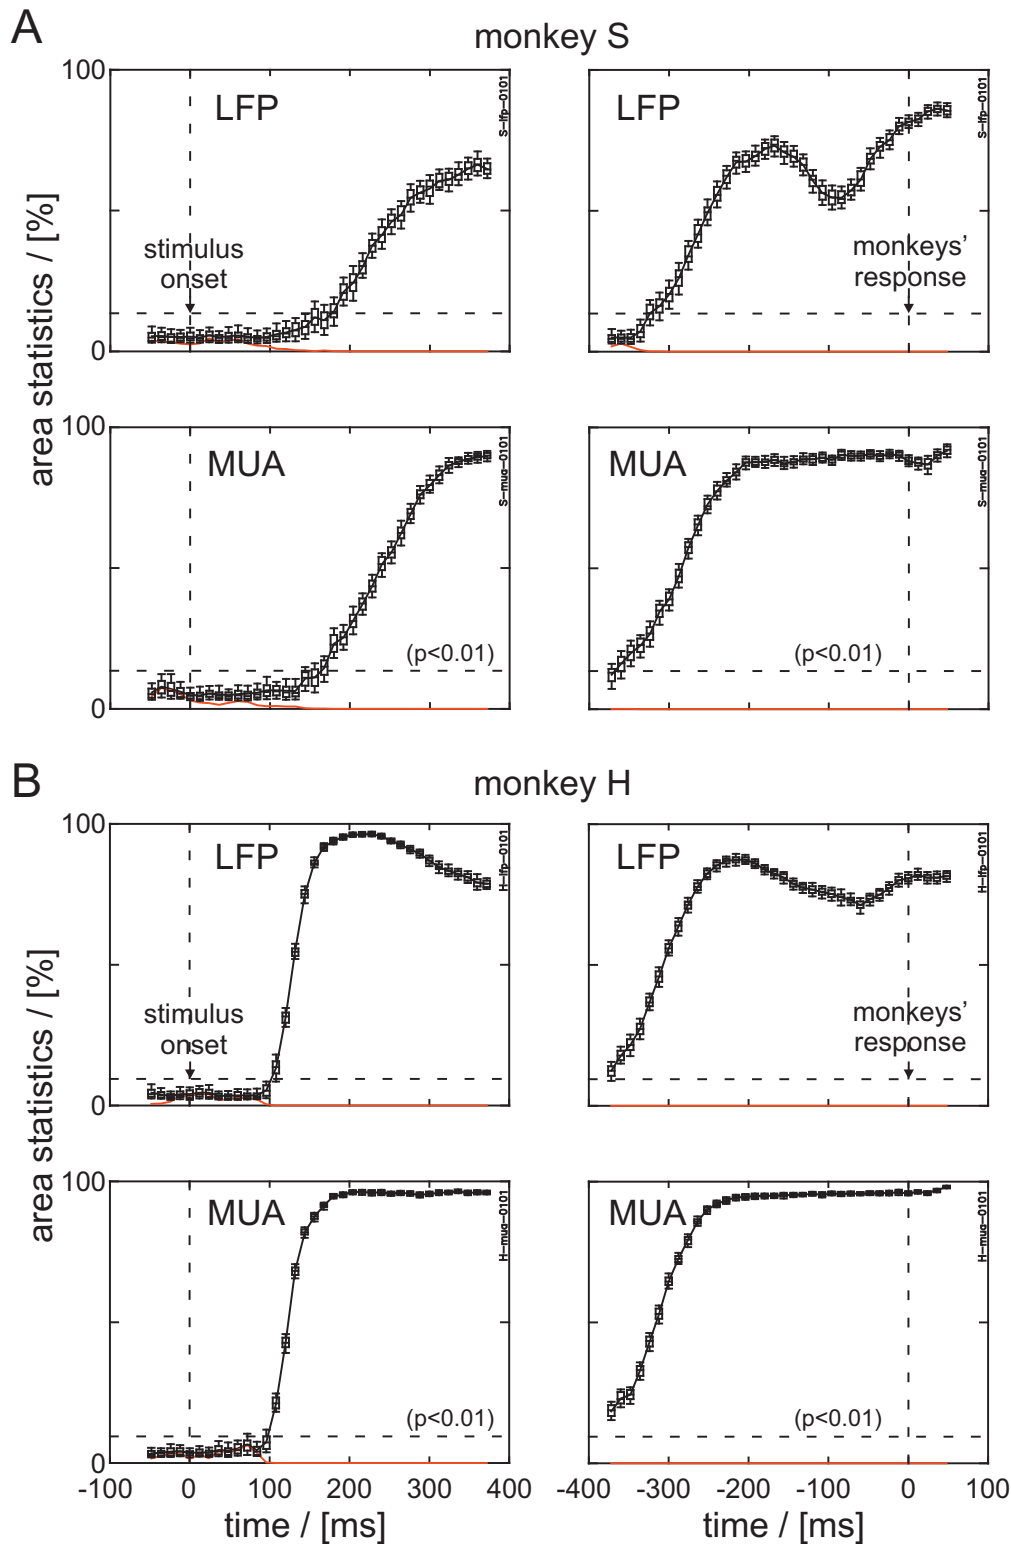 A
monkey S
100
LFP
S-lfp-0101
LFP
S-lfp-0101
stimulus
onset
monkeys’
response
0
area statistics / [%]
100
MUA
S-mua-0101
MUA
S-mua-0101
(p<0.01)
(p<0.01)
0
B
monkey H
100
LFP
H-lfp-0101
LFP
H-lfp-0101
stimulus
onset
monkeys’
response
0
area statistics / [%]
100
MUA
H-mua-0101
MUA
H-mua-0101
(p<0.01)
(p<0.01)
0
-100 0 100 200 300 400
-400 -300 -200 -100 0 100
time / [ms]
time / [ms]